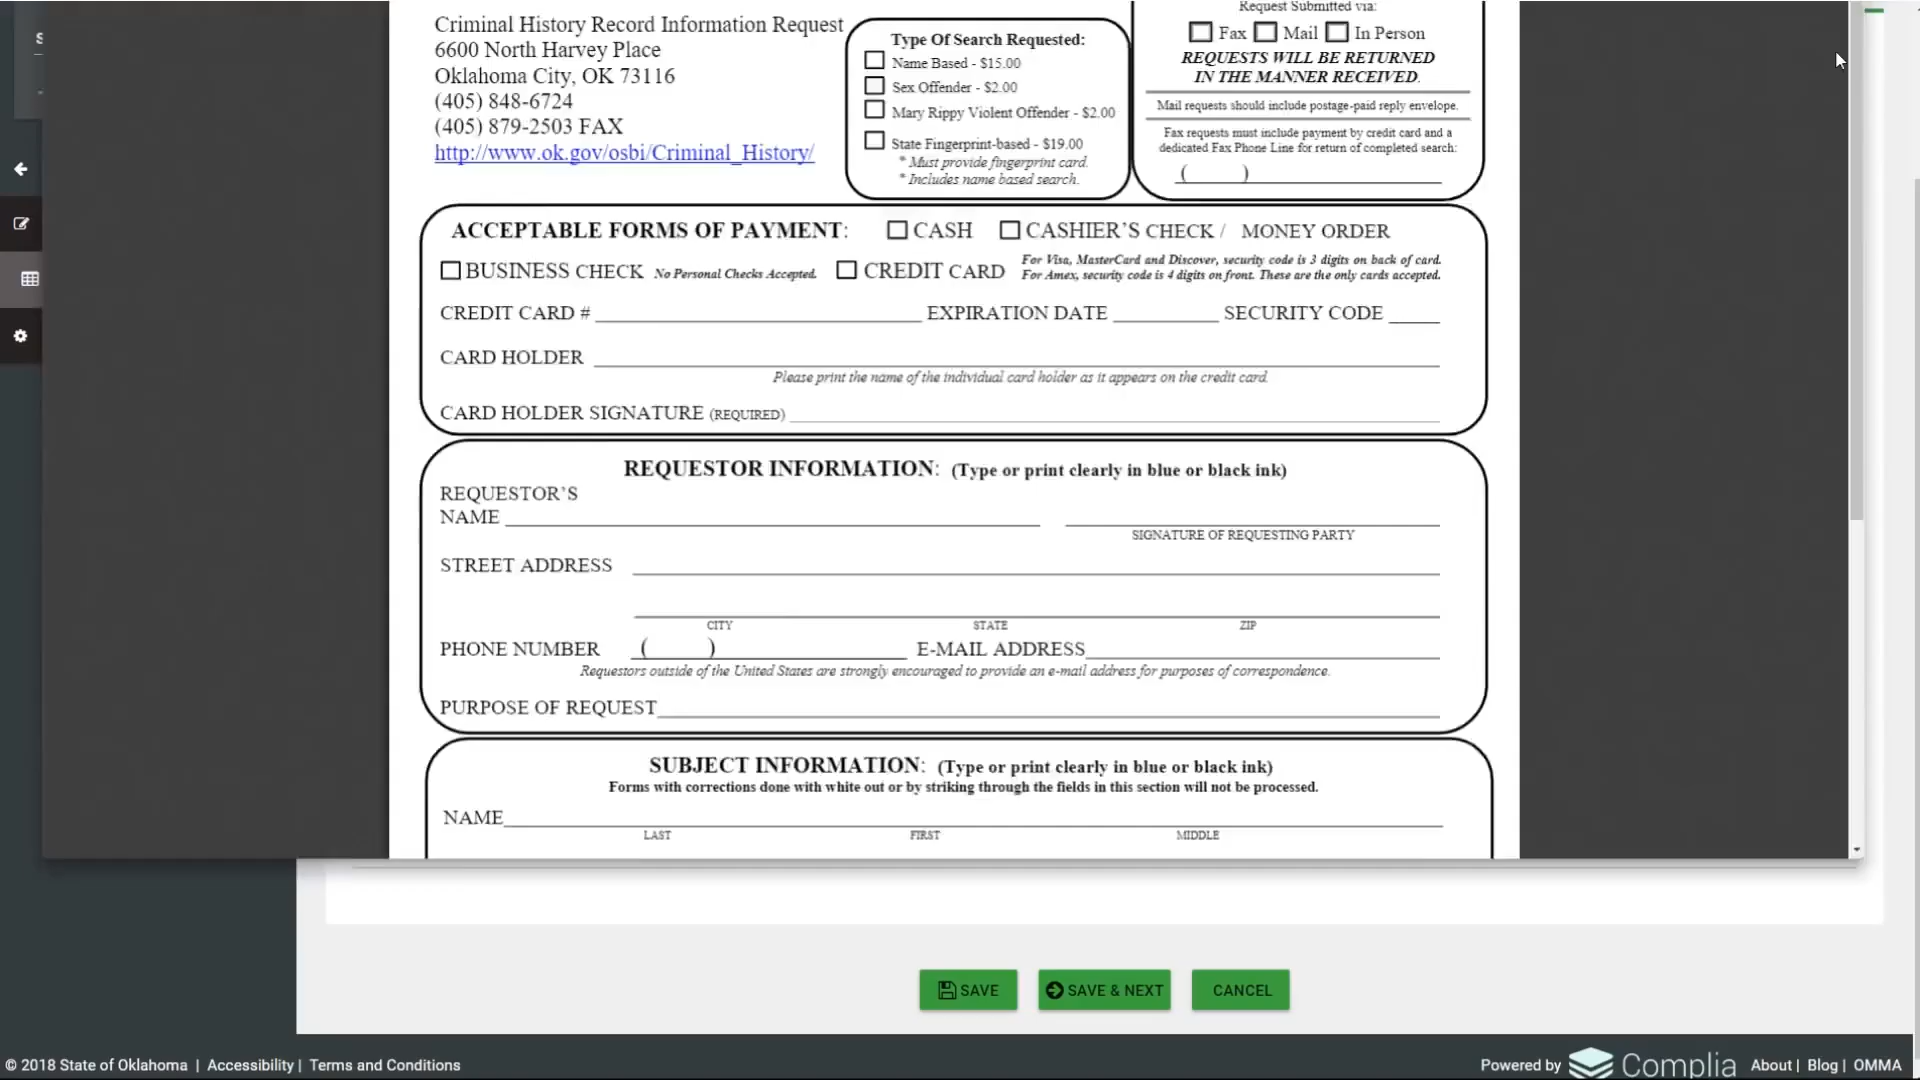 Criminal History Record Information Request
6600 North Harvey Place
Oklahoma City, OK 73116
(405) 848-6724
(405) 879-2503 FAX
http://www.ok.gov/osbi/Criminal_History/
Type Of Search Requested:
Name Based - $15.00
Sex Offender - $2.00
Mary Rippy Violent Offender - $2.00
State Fingerprint-based - $19.00
* Must provide fingerprint card.
* Includes name based search.
Request Submitted via:
Fax Mail In Person
REQUESTS WILL BE RETURNED
IN THE MANNER RECEIVED.
Mail requests should include postage-paid reply envelope.
Fax requests must include payment by credit card and a
dedicated Fax Phone Line for return of completed search:
( )
ACCEPTABLE FORMS OF PAYMENT: CASH CASHIER'S CHECK / MONEY ORDER
BUSINESS CHECK No Personal Checks Accepted. CREDIT CARD
For Visa, MasterCard and Discover, security code is 3 digits on back of card.
For Amex, security code is 4 digits on front. These are the only cards accepted.
CREDIT CARD # EXPIRATION DATE SECURITY CODE
CARD HOLDER
Please print the name of the individual card holder as it appears on the credit card.
CARD HOLDER SIGNATURE (REQUIRED)
REQUESTOR INFORMATION: (Type or print clearly in blue or black ink)
REQUESTOR'S
NAME
SIGNATURE OF REQUESTING PARTY
STREET ADDRESS
CITY STATE ZIP
PHONE NUMBER ( ) E-MAIL ADDRESS
Requestors outside of the United States are strongly encouraged to provide an e-mail address for purposes of correspondence.
PURPOSE OF REQUEST
SUBJECT INFORMATION: (Type or print clearly in blue or black ink)
Forms with corrections done with white out or by striking through the fields in this section will not be processed.
NAME
LAST FIRST MIDDLE
SAVE SAVE & NEXT CANCEL
© 2018 State of Oklahoma | Accessibility | Terms and Conditions
Powered by Complia About | Blog | OMMA